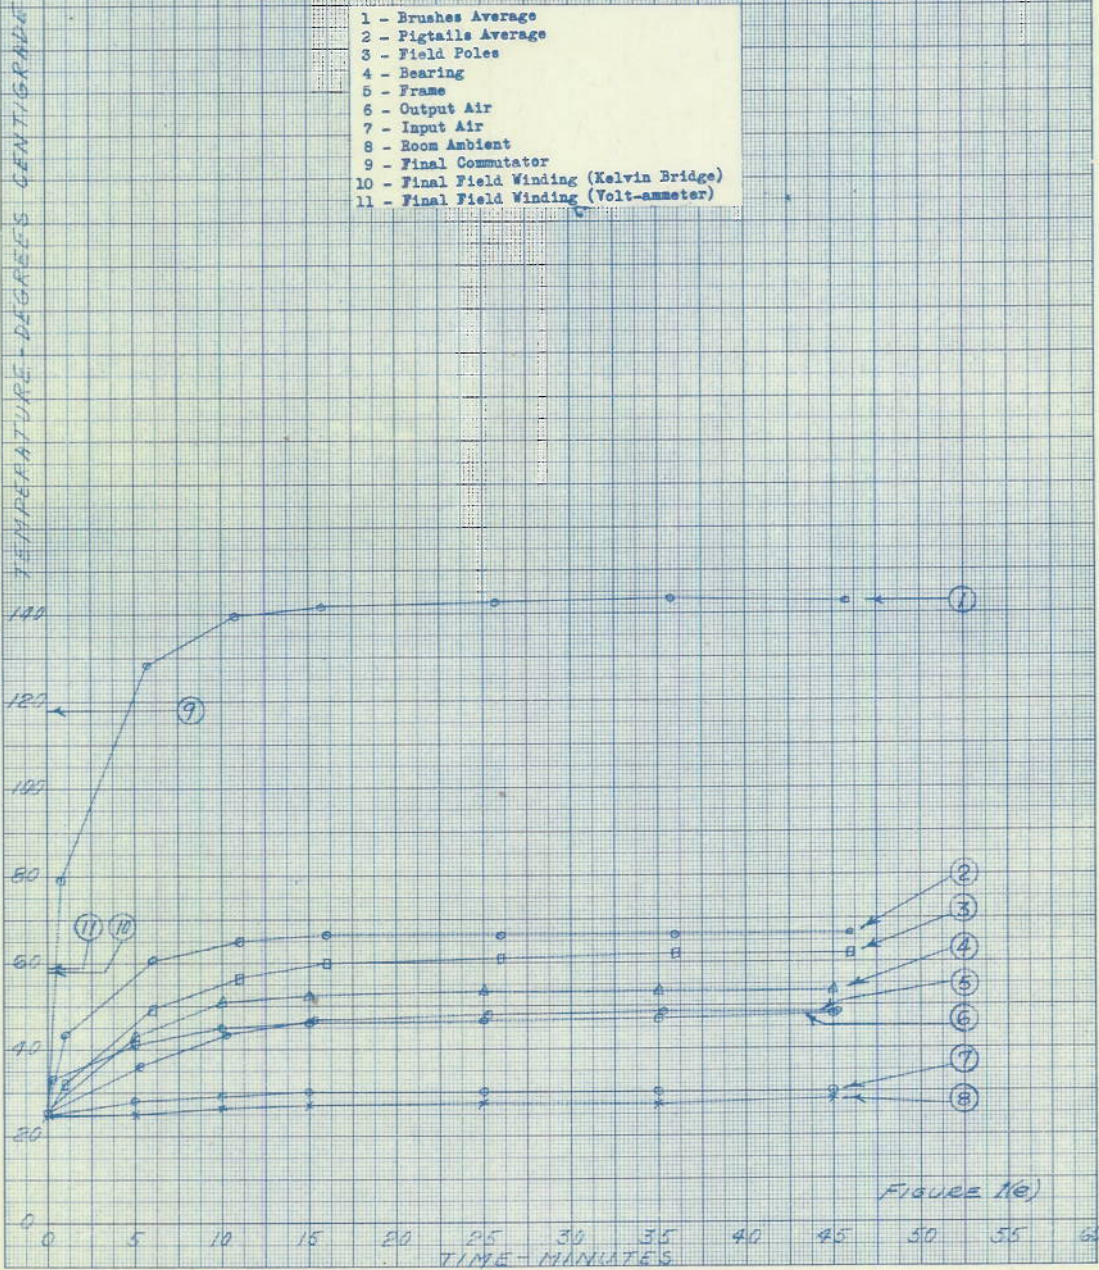 1 - Brushes Average
2 - Pigtails Average
3 - Field Poles
4 - Bearing
5 - Frame
6 - Output Air
7 - Input Air
8 - Room Ambient
9 - Final Commutator
10 - Final Field Winding (Kelvin Bridge)
11 - Final Field Winding (Volt-ammeter)
TEMPERATURE-DEGREES CENTIGRADE
140
120
100
80
60
40
20
0
1
9
11 10
2
3
4
5
6
7
8
FIGURE 1(e)
0 5 10 15 20 25 30 35 40 45 50 55
TIME-MINUTES